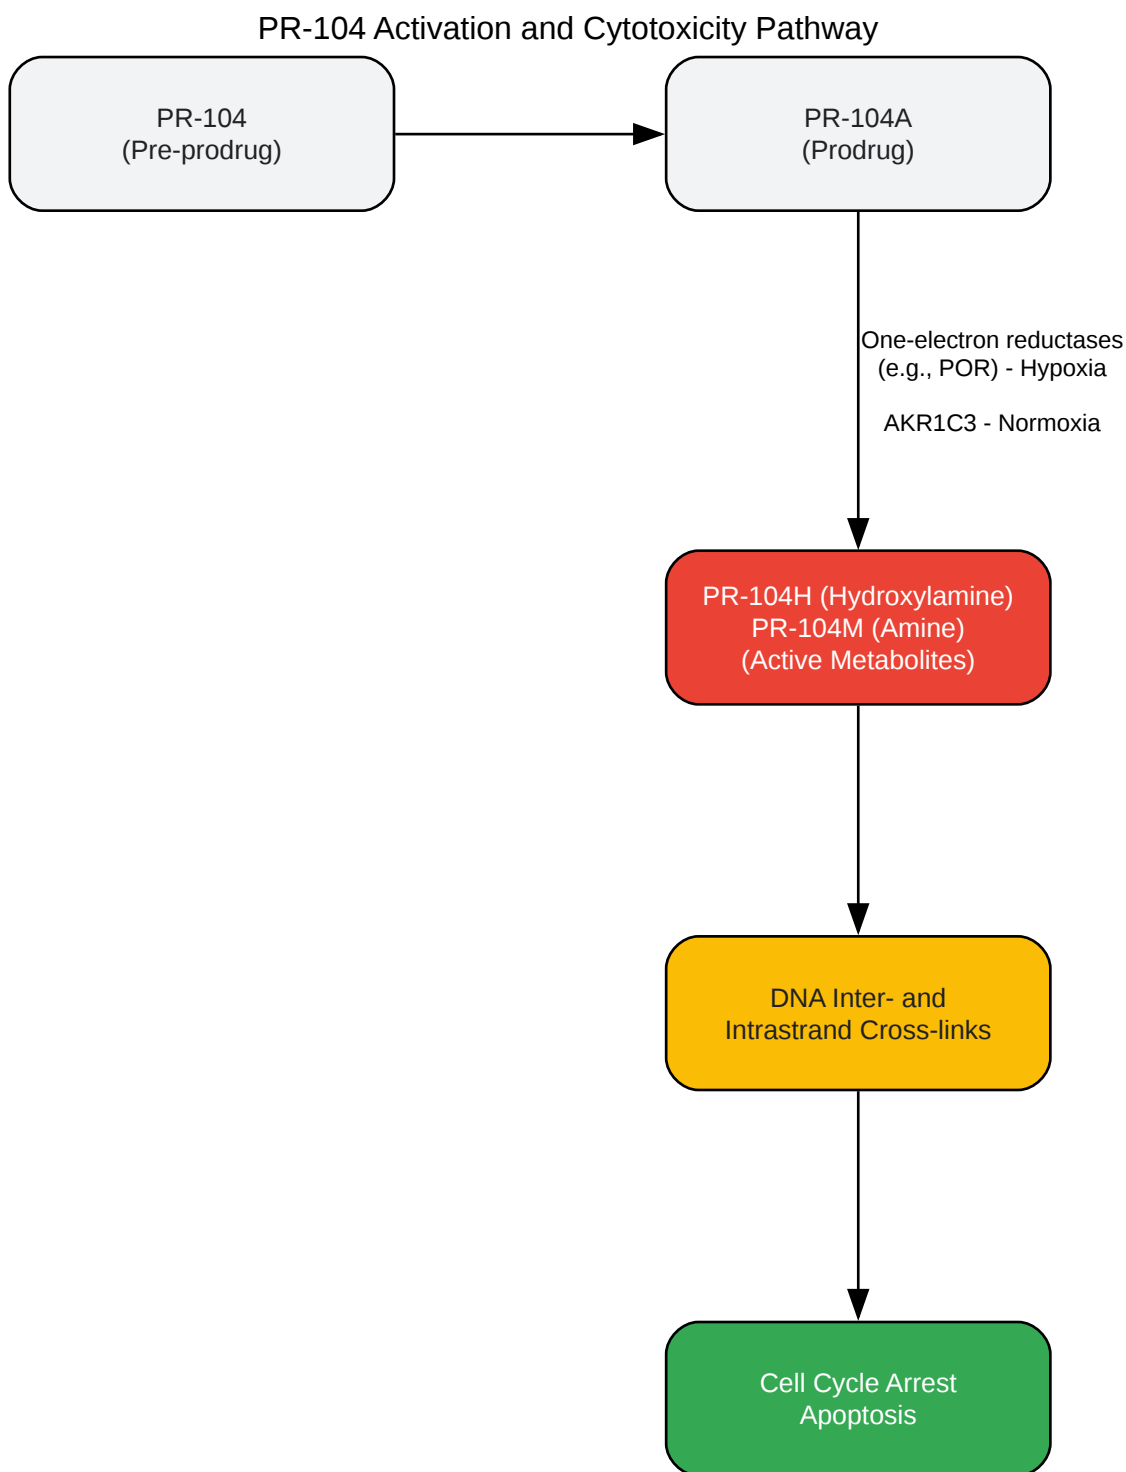 PR-104 Activation and Cytotoxicity Pathway
PR-104
(Pre-prodrug)
PR-104A
(Prodrug)
One-electron reductases
(e.g., POR) - Hypoxia
AKR1C3 - Normoxia
PR-104H (Hydroxylamine)
PR-104M (Amine)
(Active Metabolites)
DNA Inter- and
Intrastrand Cross-links
Cell Cycle Arrest
Apoptosis